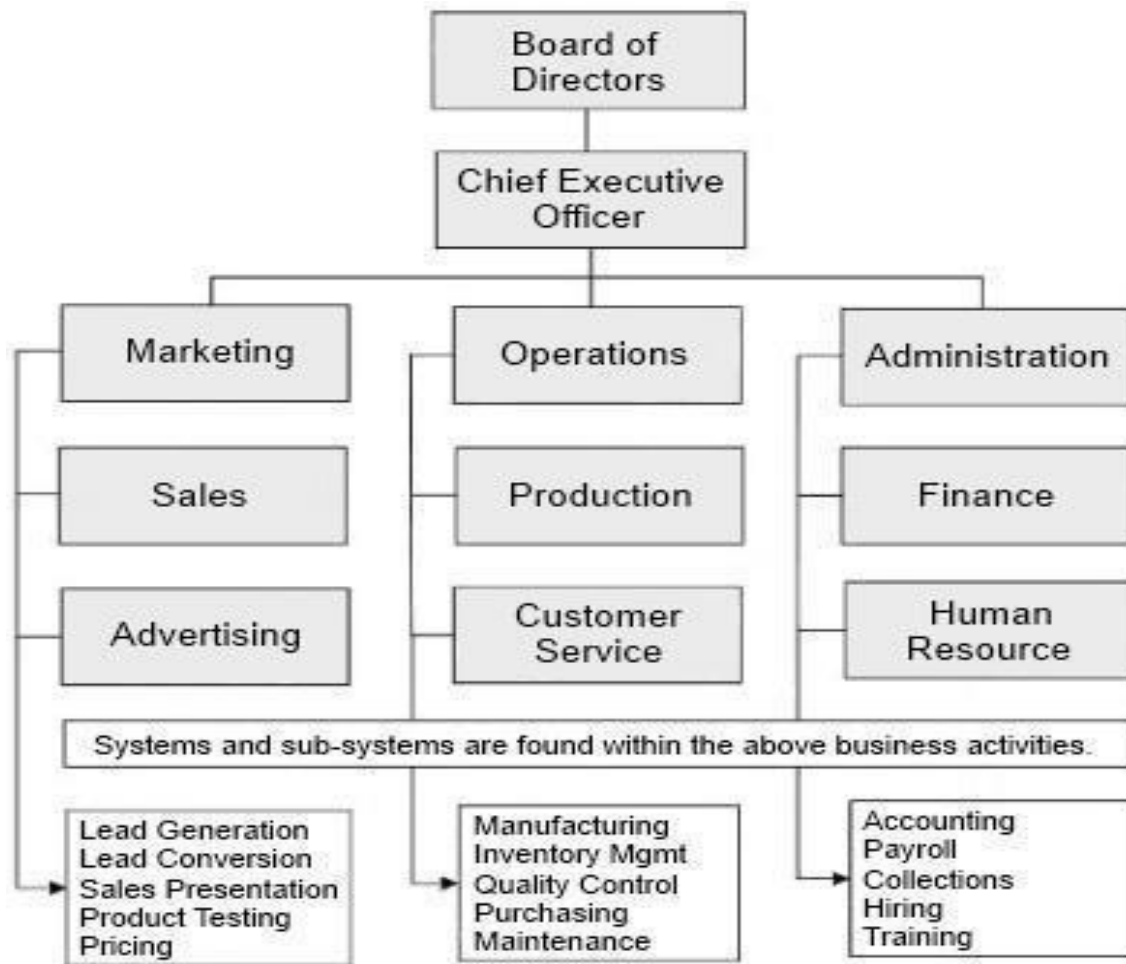 Board of
Directors
Chief Executive
Officer
Marketing
Operations
Administration
Sales
Production
Finance
Advertising
Customer
Service
Human
Resource
Systems and sub-systems are found within the above business activities.
Lead Generation
Lead Conversion
Sales Presentation
Product Testing
Pricing
Manufacturing
Inventory Mgmt
Quality Control
Purchasing
Maintenance
Accounting
Payroll
Collections
Hiring
Training